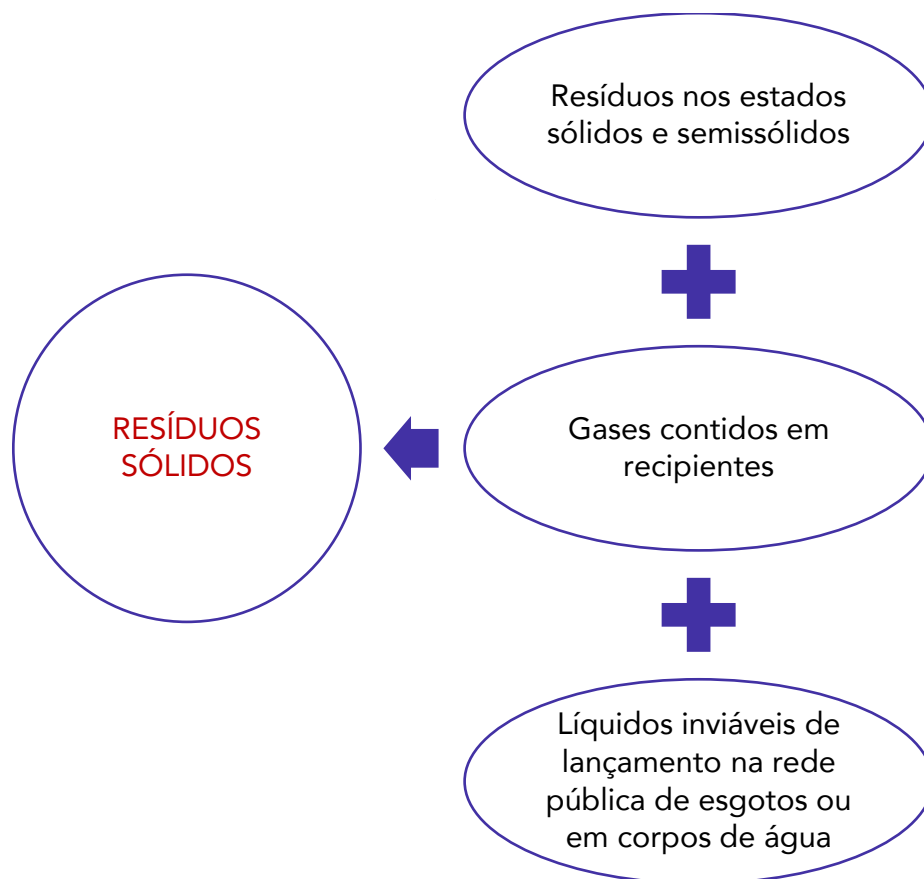 Resíduos nos estados
sólidos e semissólidos
RESÍDUOS
SÓLIDOS
Gases contidos em
recipientes
Líquidos inviáveis de
lançamento na rede
pública de esgotos ou
em corpos de água